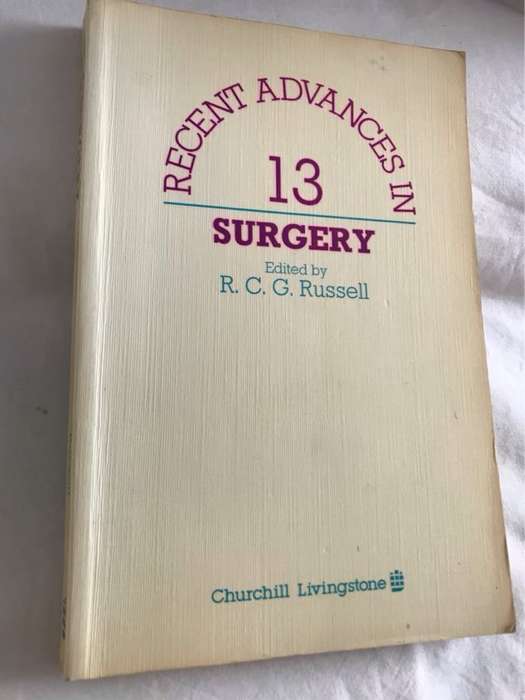 RECENT ADVANCES IN
13
SURGERY
Edited by
R. C. G. Russell
Churchill Livingstone